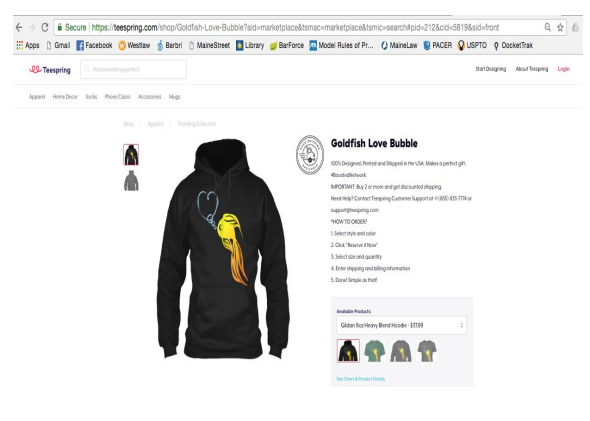 Secure https://teespring.com/shop/Goldfish-Love-Bubble?aid=marketplace&tsmac=marketplace&tsmic=search#pid=212&cid=5819&sid=front
Apps Gmail Facebook Westlaw Barbri MaineStreet Library BarForce Model Rules of Pr... MaineLaw PACER USPTO DocketTrak
Teespring Find something perfect Start Designing About Teespring Login
Apparel Home Decor Socks Phone Cases Accessories Mugs
Shop > Apparel > Trending Collection
Goldfish Love Bubble
100% Designed, Printed and Shipped in the USA. Makes a perfect gift.
#BoostedNetwork
IMPORTANT: Buy 2 or more and get discounted shipping.
Need Help? Contact Teespring Customer Support at +1 (855) 833-7774 or
support@teespring.com
*HOW TO ORDER?
1. Select style and color
2. Click "Reserve it Now"
3. Select size and quantity
4. Enter shipping and billing information
5. Done! Simple as that!
Available Products:
Gildan 8oz Heavy Blend Hoodie - $37.99
Size Chart & Product Details